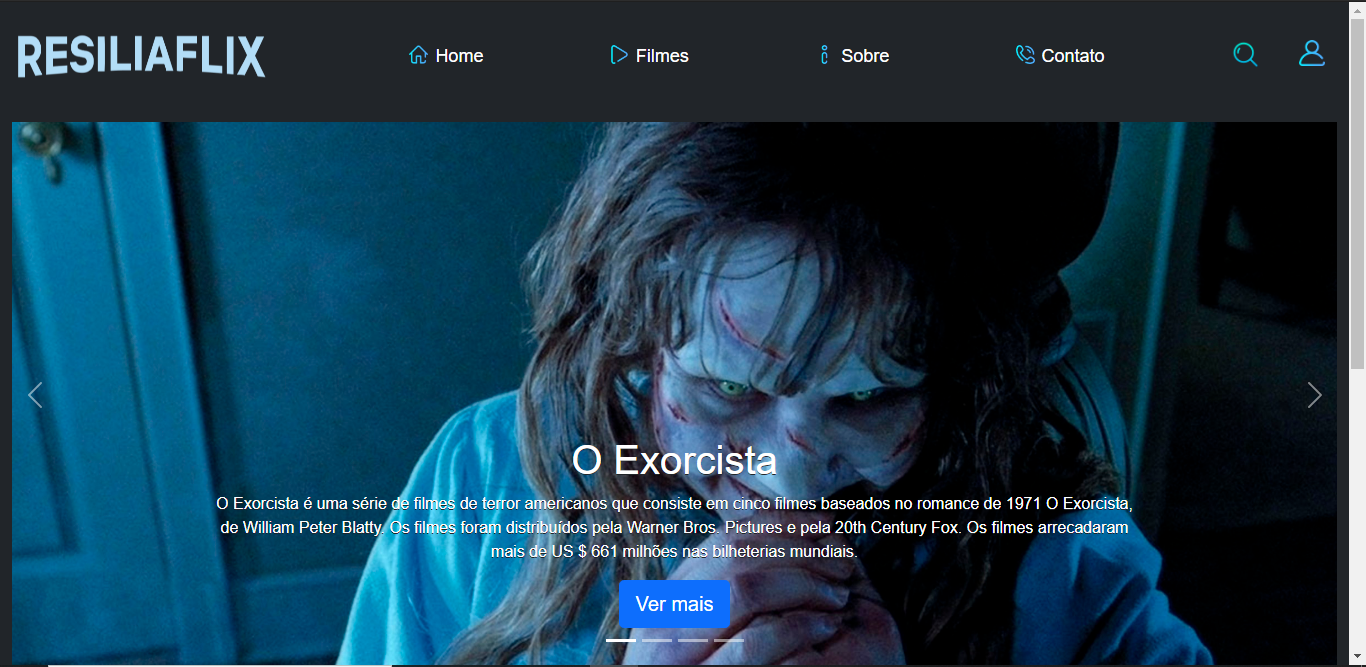 RESILIAFLIX
Home
Filmes
Sobre
Contato
O Exorcista
O Exorcista é uma série de filmes de terror americanos que consiste em cinco filmes baseados no romance de 1971 O Exorcista,
de William Peter Blatty. Os filmes foram distribuídos pela Warner Bros. Pictures e pela 20th Century Fox. Os filmes arrecadaram
mais de US $ 661 milhões nas bilheterias mundiais.
Ver mais